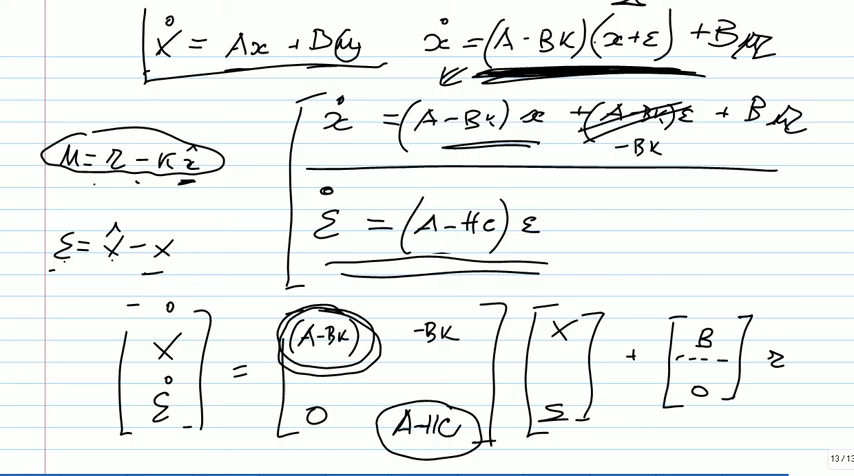 ẋ = Ax + Bu    ẋ = (A - BK)(x+ε) + Br
ẋ = (A - BK) x + (A - BK)ε + Br
- BK
u = r - Kx̂
ε̇ = (A - HC) ε
ε = x̂ - x
[ẋ ε̇] = [(A-BK) -BK 0 A-HC] [x ε] + [B 0] r
13 / 13